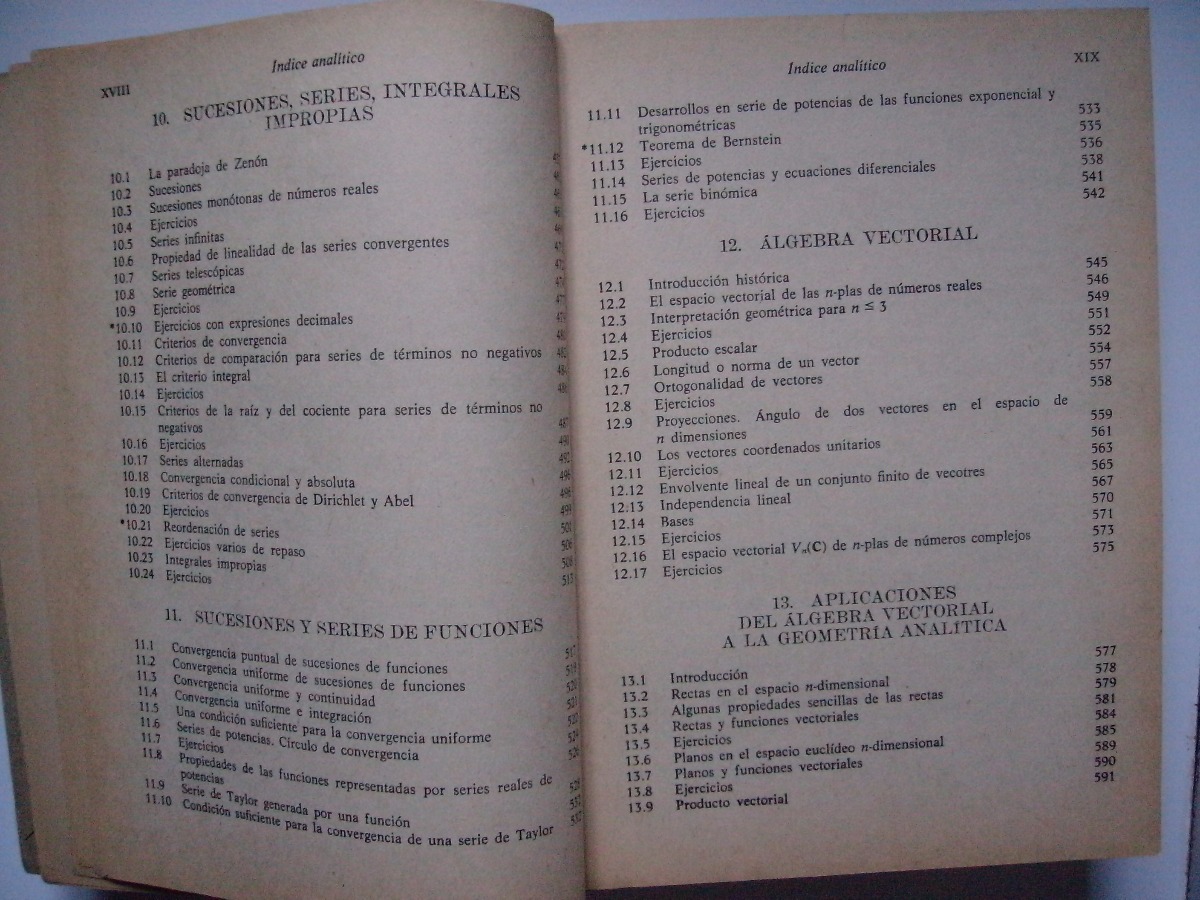 XVIII
Indice analítico
10. SUCESIONES, SERIES, INTEGRALES
IMPROPIAS
10.1 La paradoja de Zenón
10.2 Sucesiones
10.3 Sucesiones monótonas de números reales
10.4 Ejercicios
10.5 Series infinitas
10.6 Propiedad de linealidad de las series convergentes
10.7 Series telescópicas
10.8 Serie geométrica
10.9 Ejercicios
*10.10 Ejercicios con expresiones decimales
10.11 Criterios de convergencia
10.12 Criterios de comparación para series de términos no negativos
10.13 El criterio integral
10.14 Ejercicios
10.15 Criterios de la raíz y del cociente para series de términos no
negativos 487
10.16 Ejercicios 490
10.17 Series alternadas 492
10.18 Convergencia condicional y absoluta
10.19 Criterios de convergencia de Dirichlet y Abel
10.20 Ejercicios
*10.21 Reordenación de series 501
10.22 Ejercicios varios de repaso 506
10.23 Integrales impropias 508
10.24 Ejercicios 513
11. SUCESIONES Y SERIES DE FUNCIONES
11.1 Convergencia puntual de sucesiones de funciones 517
11.2 Convergencia uniforme de sucesiones de funciones 519
11.3 Convergencia uniforme y continuidad 520
11.4 Convergencia uniforme e integración 521
11.5 Una condición suficiente para la convergencia uniforme
11.6 Series de potencias. Círculo de convergencia
11.7 Ejercicios
11.8 Propiedades de las funciones representadas por series reales de
potencias
11.9 Serie de Taylor generada por una función
11.10 Condición suficiente para la convergencia de una serie de Taylor
Indice analítico
XIX
11.11 Desarrollos en serie de potencias de las funciones exponencial y
trigonométricas 533
*11.12 Teorema de Bernstein 535
11.13 Ejercicios 536
11.14 Series de potencias y ecuaciones diferenciales 538
11.15 La serie binómica 541
11.16 Ejercicios 542
12. ÁLGEBRA VECTORIAL
12.1 Introducción histórica 545
12.2 El espacio vectorial de las n-plas de números reales 546
12.3 Interpretación geométrica para n ≤ 3 549
12.4 Ejercicios 551
12.5 Producto escalar 552
12.6 Longitud o norma de un vector 554
12.7 Ortogonalidad de vectores 557
12.8 Ejercicios 558
12.9 Proyecciones. Ángulo de dos vectores en el espacio de
n dimensiones 559
12.10 Los vectores coordenados unitarios 561
12.11 Ejercicios 563
12.12 Envolvente lineal de un conjunto finito de vecotres 565
12.13 Independencia lineal 567
12.14 Bases 570
12.15 Ejercicios 571
12.16 El espacio vectorial Vn(C) de n-plas de números complejos 573
12.17 Ejercicios 575
13. APLICACIONES
DEL ÁLGEBRA VECTORIAL
A LA GEOMETRÍA ANALÍTICA
13.1 Introducción 577
13.2 Rectas en el espacio n-dimensional 578
13.3 Algunas propiedades sencillas de las rectas 579
13.4 Rectas y funciones vectoriales 581
13.5 Ejercicios 584
13.6 Planos en el espacio euclídeo n-dimensional 585
13.7 Planos y funciones vectoriales 589
13.8 Ejercicios 590
13.9 Producto vectorial 591